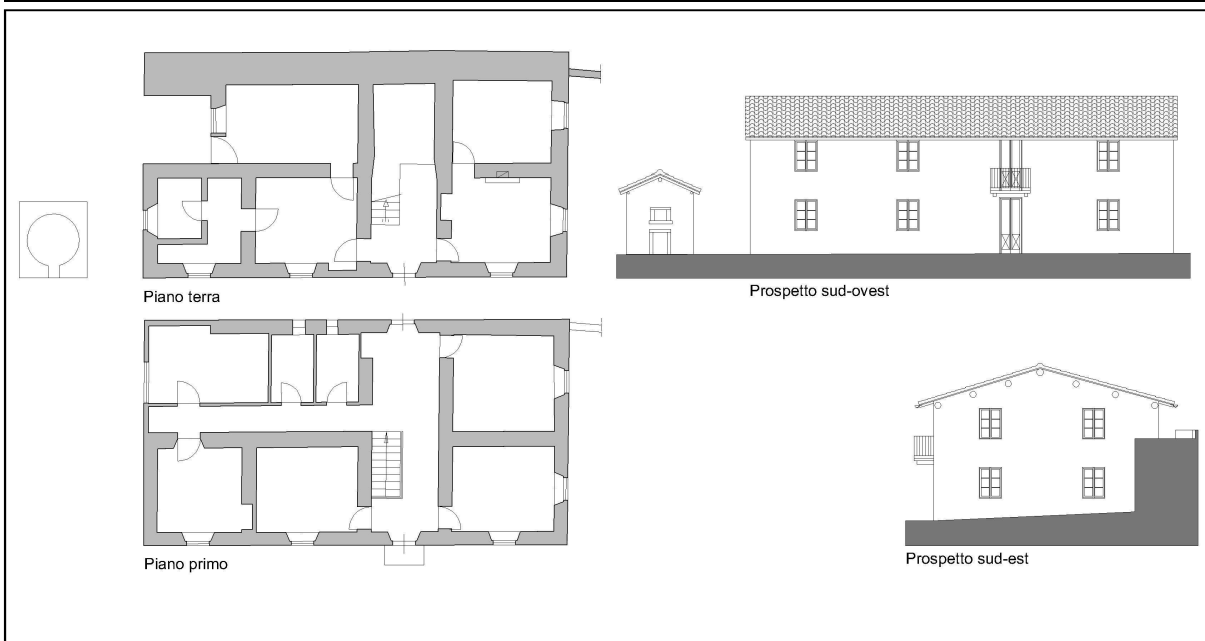 Piano terra
Prospetto sud-ovest
Piano primo
Prospetto sud-est